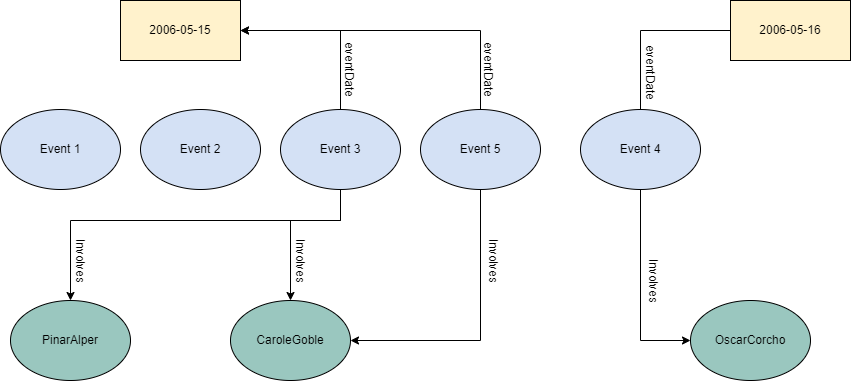 2006-05-15
2006-05-16
eventDate
eventDate
eventDate
Event 1
Event 2
Event 3
Event 5
Event 4
Involves
Involves
Involves
Involves
PinarAlper
CaroleGoble
OscarCorcho